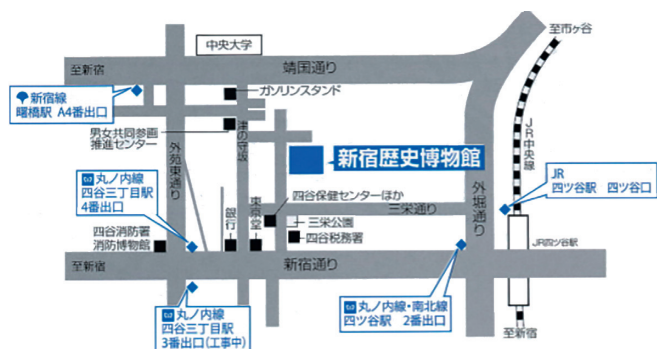 至市ヶ谷
中央大学
至新宿
靖国通り
新宿線
曙橋駅 A4番出口
ガソリンスタンド
男女共同参画
推進センター
津の守坂
新宿歴史博物館
JR中央線
外苑東通り
JR
四ツ谷駅 四ツ谷口
丸ノ内線
四谷三丁目駅
4番出口
四谷保健センターほか
三栄通り
外堀通り
東京堂
銀行
三栄公園
四谷税務署
四谷消防署
消防博物館
JR四ツ谷駅
至新宿
新宿通り
丸ノ内線
四谷三丁目駅
3番出口(工事中)
丸ノ内線・南北線
四ツ谷駅 2番出口
至新宿